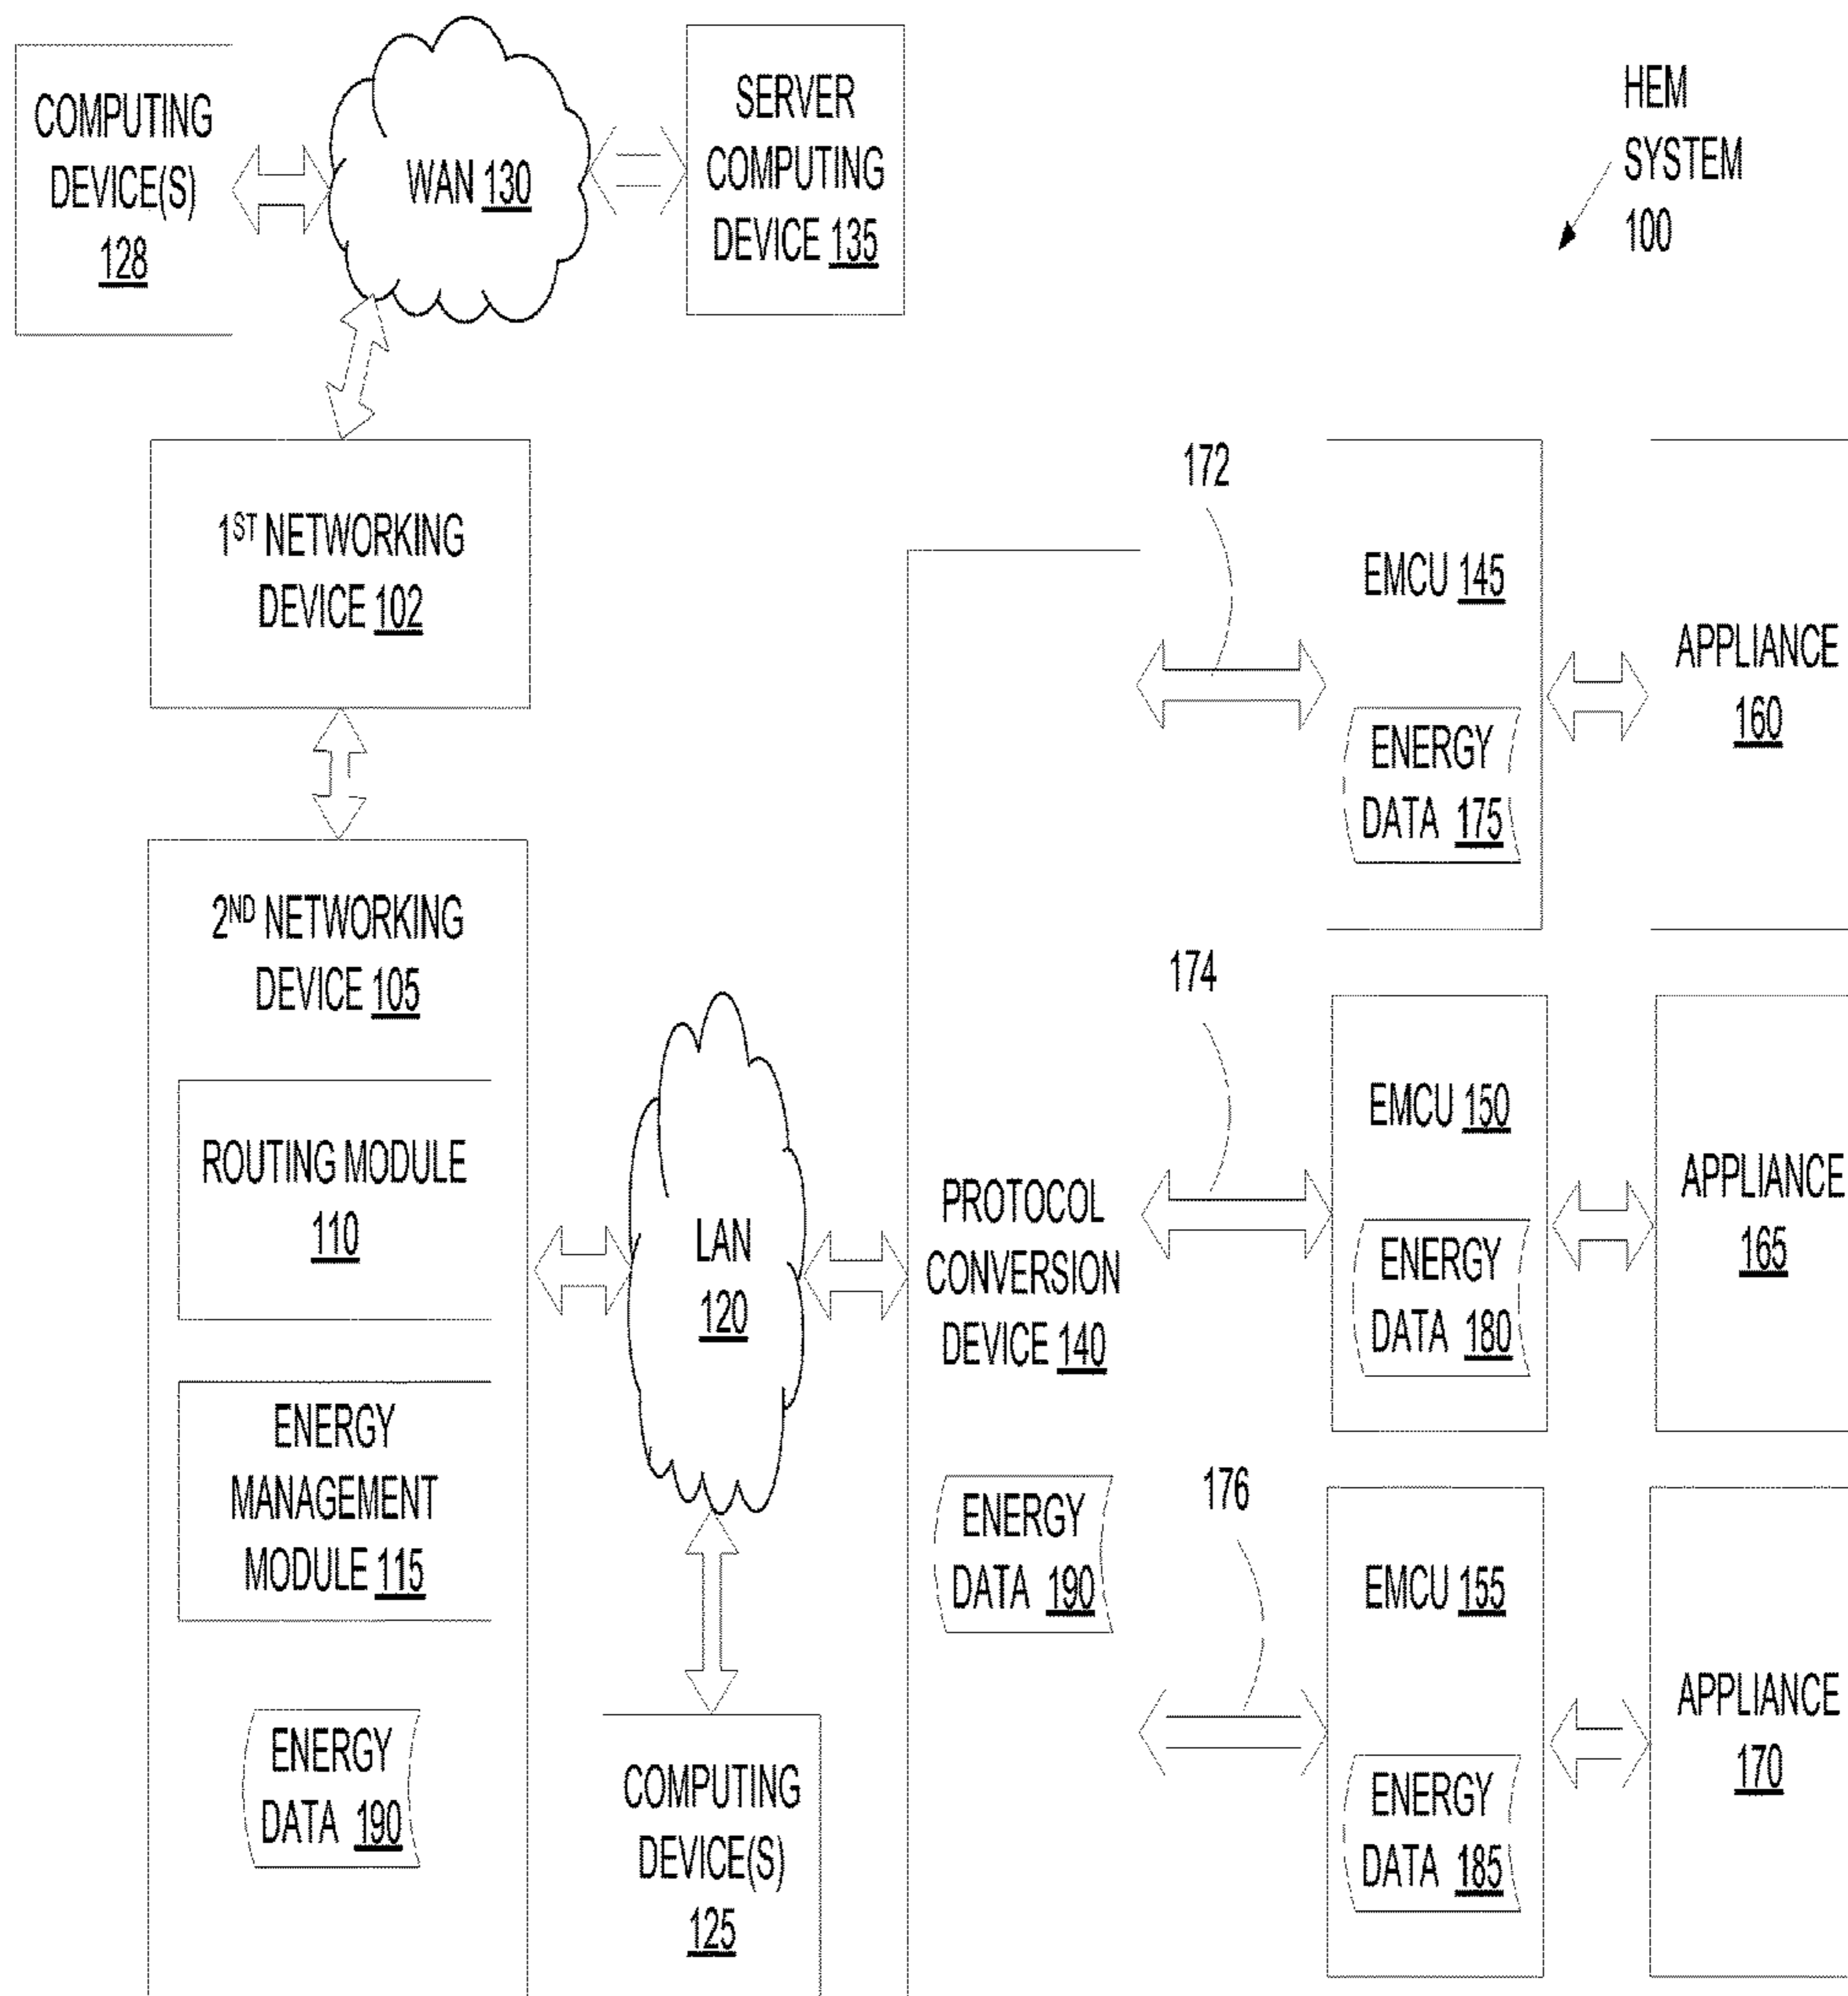 COMPUTING
DEVICE(S)
128
WAN 130
SERVER
COMPUTING
DEVICE 135
HEM
SYSTEM
100
1ST NETWORKING
DEVICE 102
2ND NETWORKING
DEVICE 105
ROUTING MODULE
110
ENERGY
MANAGEMENT
MODULE 115
ENERGY
DATA 190
LAN
120
COMPUTING
DEVICE(S)
125
PROTOCOL
CONVERSION
DEVICE 140
ENERGY
DATA 190
172
EMCU 145
ENERGY
DATA 175
APPLIANCE
160
174
EMCU 150
ENERGY
DATA 180
APPLIANCE
165
176
EMCU 155
ENERGY
DATA 185
APPLIANCE
170